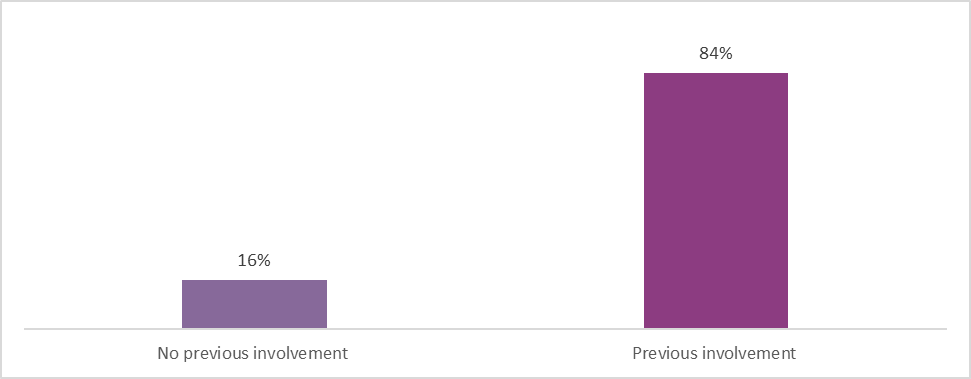 84%
16%
No previous involvement
Previous involvement